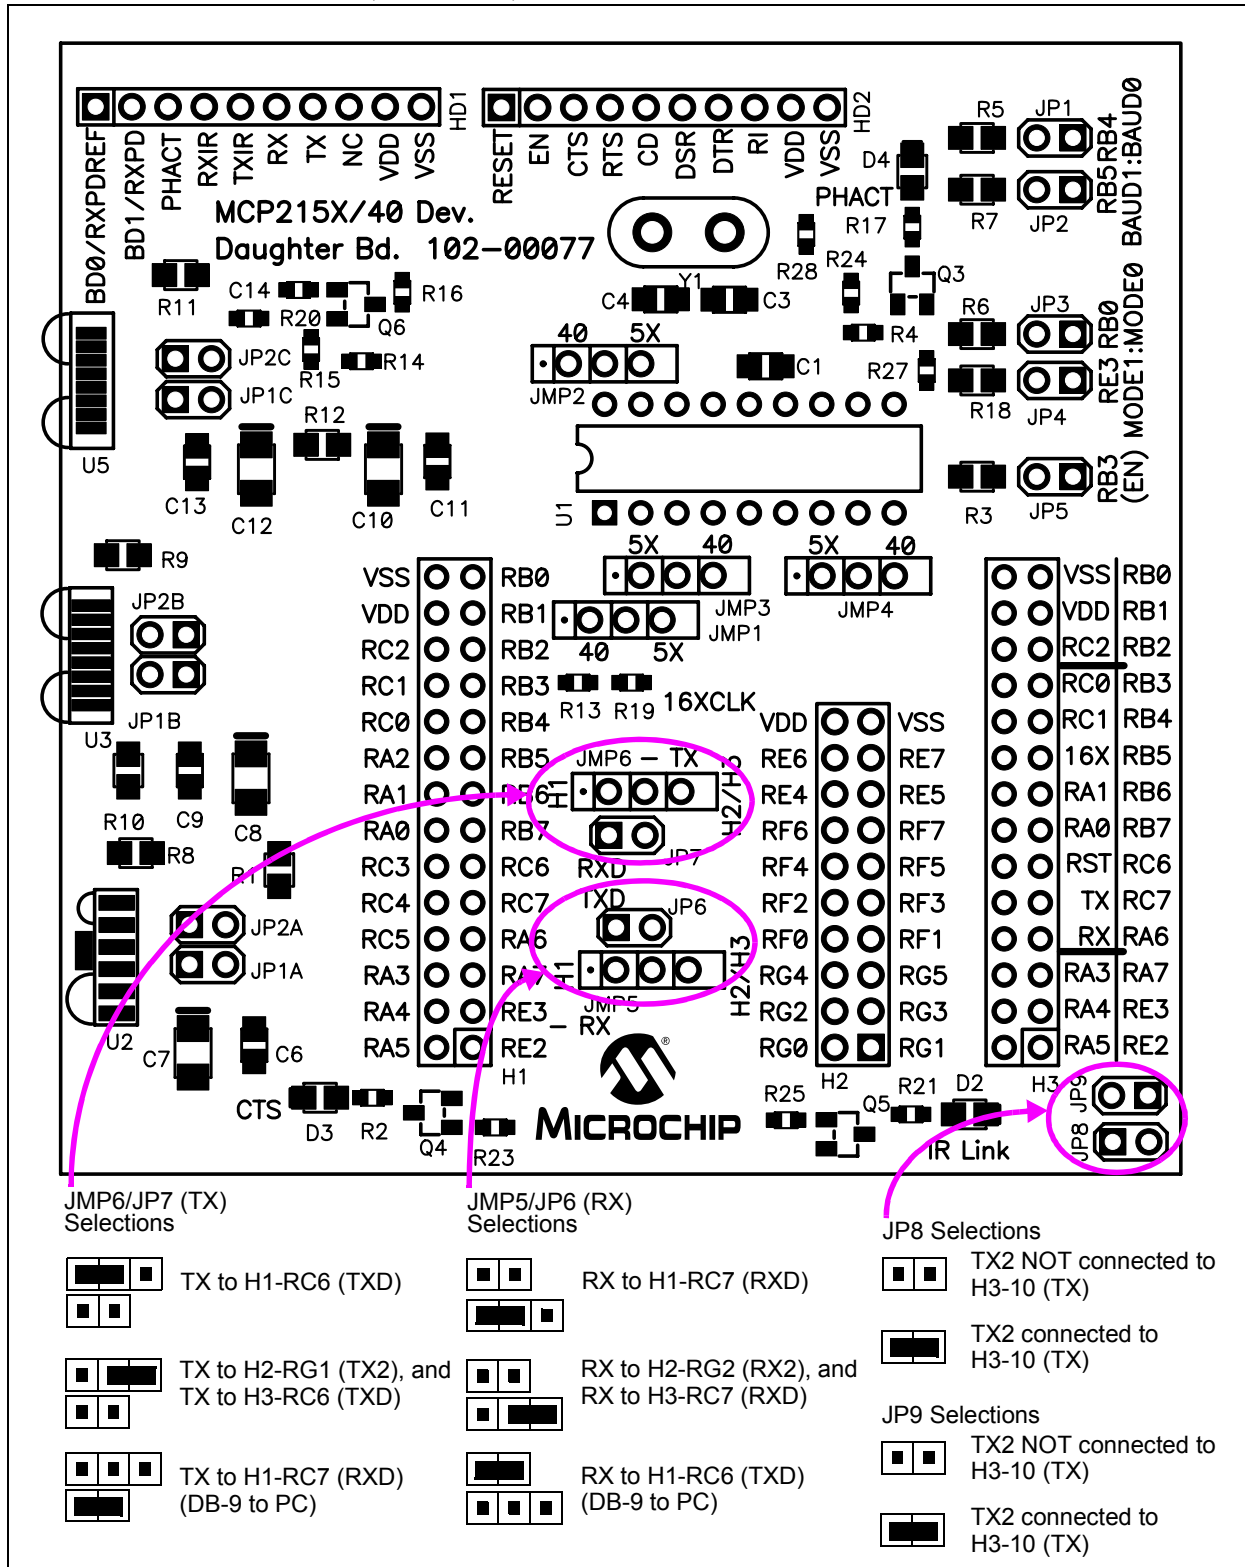 HD1
HD2
BD0/RXPDREF
BD1/RXPD
PHACT
RXIR
TXIR
RX
TX
NC
VDD
VSS
RESET
EN
CTS
RTS
CD
DSR
DTR
RI
VDD
VSS
R5
JP1
D4
PHACT
R7
JP2
RB5RB4
BAUD1:BAUD0
MCP215X/40 Dev.
Daughter Bd. 102-00077
R17
R28
R24
Q3
R11
C14
R16
R20
Q6
C4
Y1
C3
R4
R6
JP3
RB0
RE3
MODE1:MODE0
JP2C
R15
R14
40
5X
JMP2
C1
R27
R18
JP4
JP1C
R12
U5
C13
C12
C10
C11
U1
R3
JP5
RB3
(EN)
R9
5X
40
5X
40
JMP3
JMP4
JMP1
40
5X
JP2B
JP1B
U3
R13
R19
16XCLK
VSS RB0
VDD RB1
RC2 RB2
RC1 RB3
RC0 RB4
RA2 RB5
RA1 RB6
RA0 RB7
RC3 RC6
RC4 RC7
RC5 RA6
RA3 RA7
RA4 RE3
RA5 RE2
H1
JMP6 – TX
H1
H2/H3
JP7
RXD
TXD
JP6
H1
H2/H3
JMP5
– RX
VDD VSS
RE6 RE7
RE4 RE5
RF6 RF7
RF4 RF5
RF2 RF3
RF0 RF1
RG4 RG5
RG2 RG3
RG0 RG1
H2
VSS RB0
VDD RB1
RC2 RB2
RC0 RB3
RC1 RB4
16X RB5
RA1 RB6
RA0 RB7
RST RC6
TX RC7
RX RA6
RA3 RA7
RA4 RE3
RA5 RE2
H3
R10
C9
C8
R8
R1
JP2A
JP1A
U2
C7
C6
CTS
D3
R2
Q4
R23
®
MICROCHIP
R25
Q5
R21
D2
IR Link
JP9
JP8
JMP6/JP7 (TX)
Selections
TX to H1-RC6 (TXD)
TX to H2-RG1 (TX2), and
TX to H3-RC6 (TXD)
TX to H1-RC7 (RXD)
(DB-9 to PC)
JMP5/JP6 (RX)
Selections
RX to H1-RC7 (RXD)
RX to H2-RG2 (RX2), and
RX to H3-RC7 (RXD)
RX to H1-RC6 (TXD)
(DB-9 to PC)
JP8 Selections
TX2 NOT connected to
H3-10 (TX)
TX2 connected to
H3-10 (TX)
JP9 Selections
TX2 NOT connected to
H3-10 (TX)
TX2 connected to
H3-10 (TX)